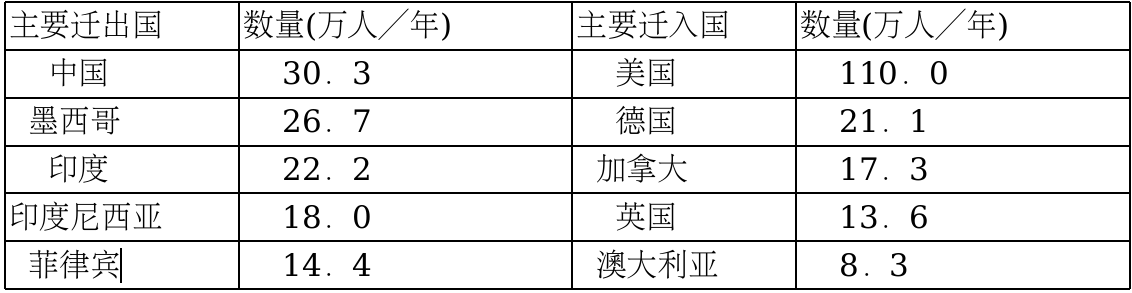 主要迁出国 数量(万人／年) 主要迁入国 数量(万人／年)
中国 30．3 美国 110．0
墨西哥 26．7 德国 21．1
印度 22．2 加拿大 17．3
印度尼西亚 18．0 英国 13．6
菲律宾 14．4 澳大利亚 8．3